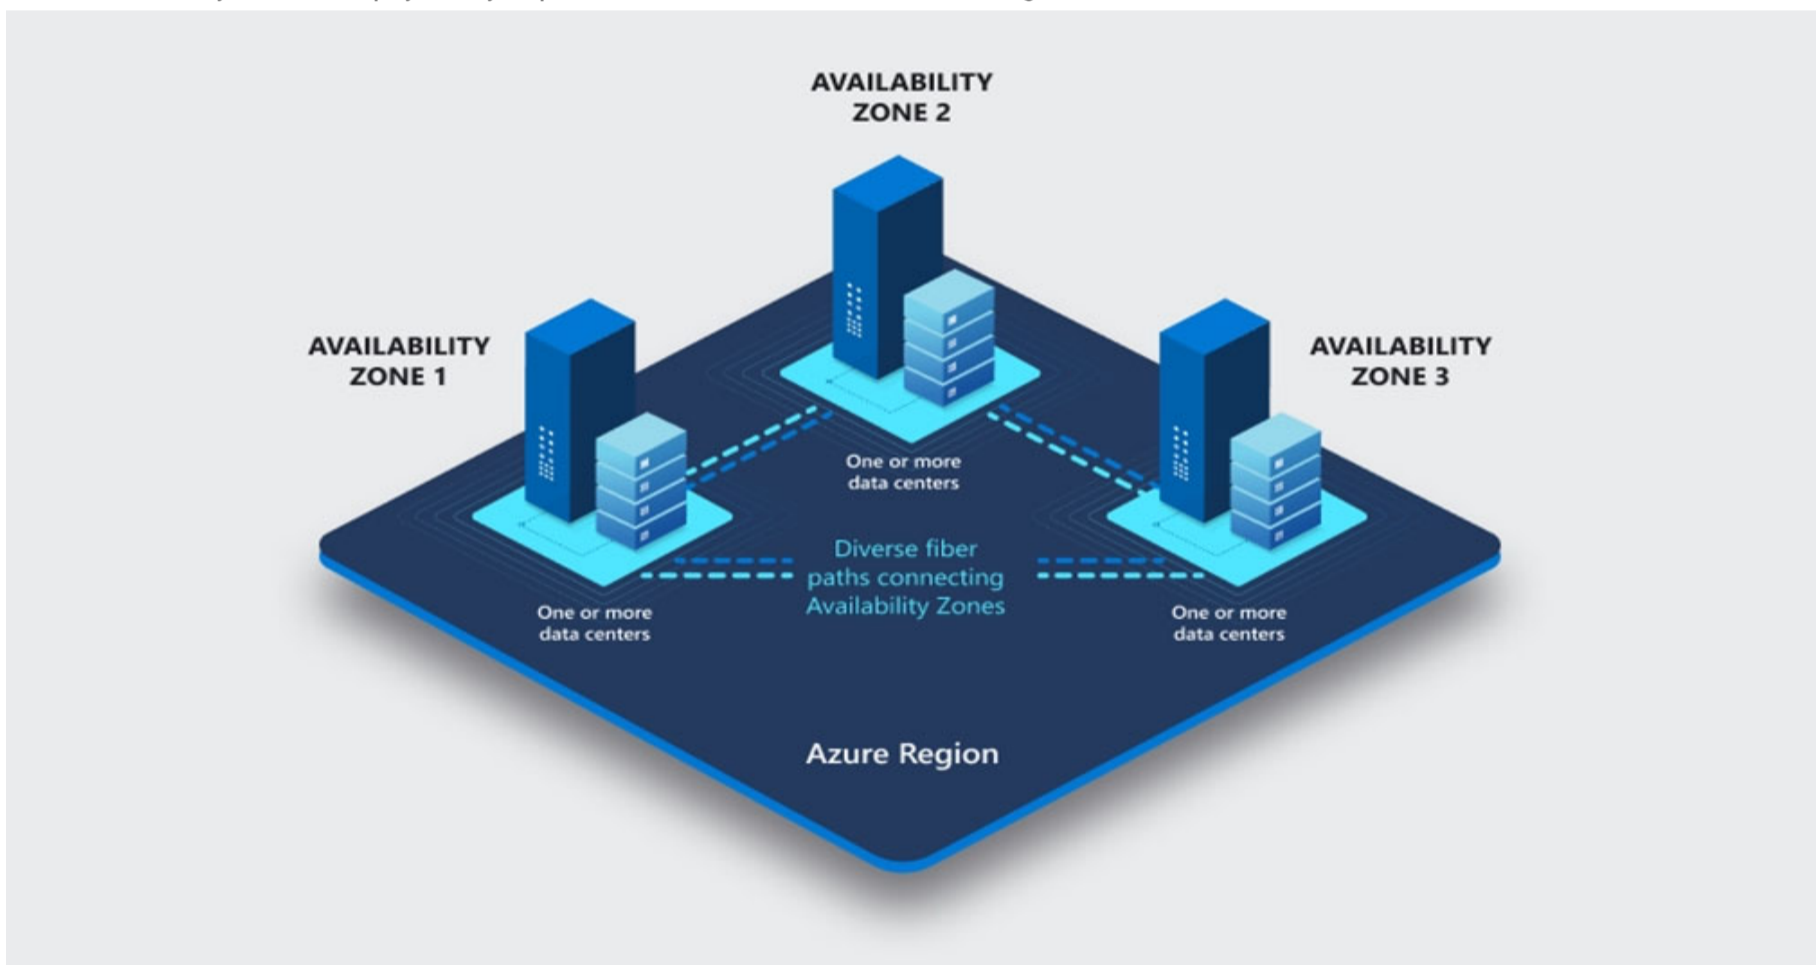 AVAILABILITY
ZONE 2
AVAILABILITY
ZONE 1
AVAILABILITY
ZONE 3
One or more
data centers
Diverse fiber
paths connecting
Availability Zones
One or more
data centers
One or more
data centers
Azure Region